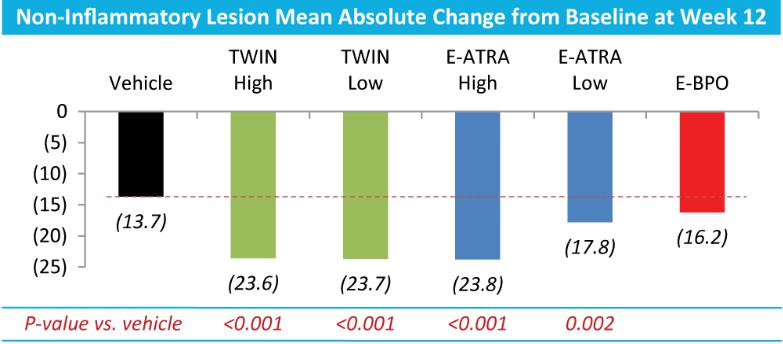 Non-Inflammatory Lesion Mean Absolute Change from Baseline at Week 12
Vehicle
TWIN
High
TWIN
Low
E-ATRA
High
E-ATRA
Low
E-BPO
0
(5)
(10)
(15)
(20)
(25)
(13.7)
(23.6)
(23.7)
(23.8)
(17.8)
(16.2)
P-value vs. vehicle <0.001 <0.001 <0.001 0.002